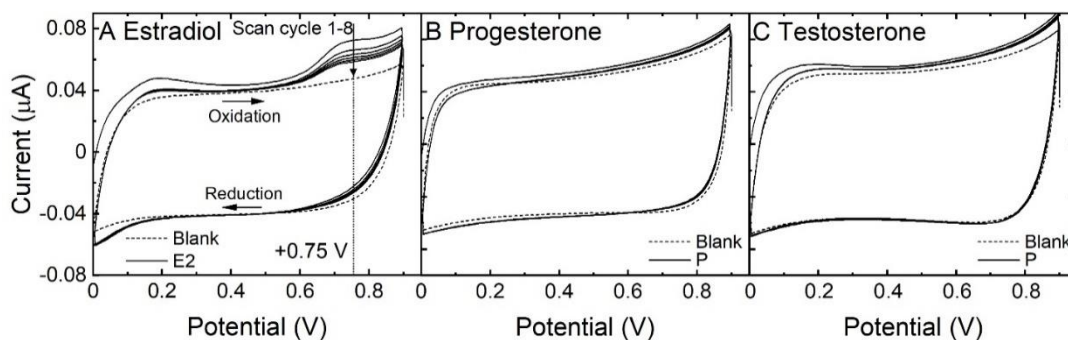 A Estradiol
Scan cycle 1-8
B Progesterone
C Testosterone
0.08
0.04
0
-0.04
-0.08
Current (μA)
Oxidation
Reduction
Blank
E2
+0.75 V
Blank
P
Blank
P
0 0.2 0.4 0.6 0.8
0 0.2 0.4 0.6 0.8
0 0.2 0.4 0.6 0.8
Potential (V)
Potential (V)
Potential (V)